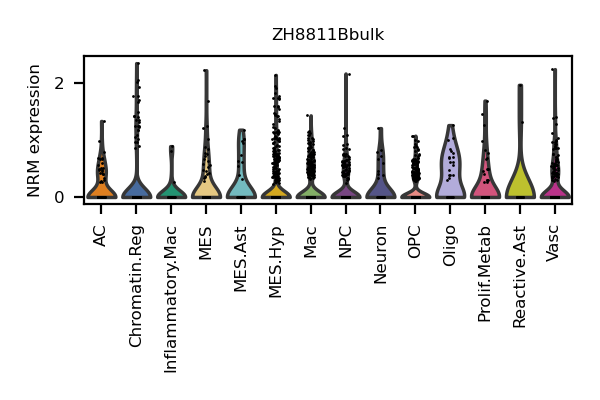 ZH8811Bbulk
NRM expression
2
0
AC
Chromatin.Reg
Inflammatory.Mac
MES
MES.Ast
MES.Hyp
Mac
NPC
Neuron
OPC
Oligo
Prolif.Metab
Reactive.Ast
Vasc